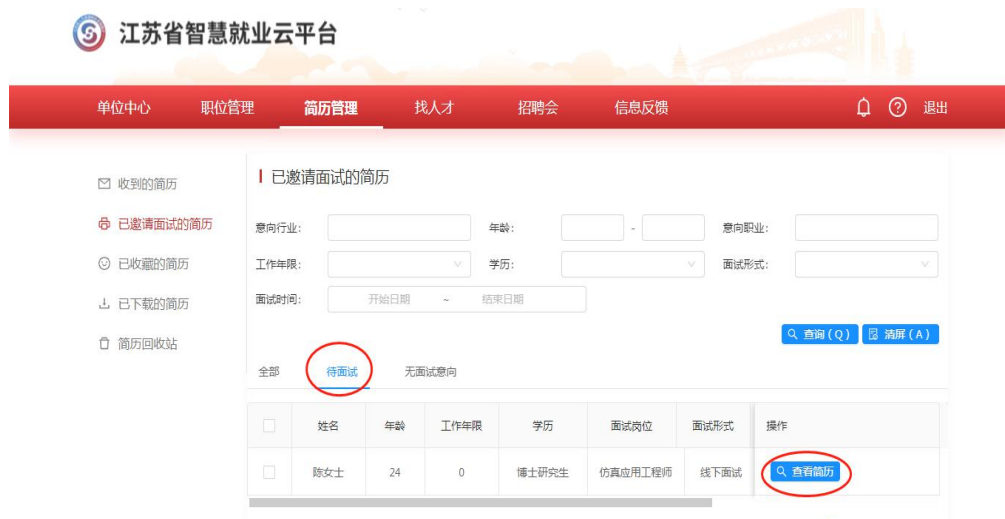 江苏省智慧就业云平台
单位中心 职位管理 简历管理 找人才 招聘会 信息反馈 退出
收到的简历
已邀请面试的简历
已收藏的简历
已下载的简历
简历回收站
已邀请面试的简历
意向行业: 年龄: - 意向职业:
工作年限: 学历: 面试形式:
面试时间: 开始日期 ~ 结束日期
查询(Q) 清屏(A)
全部 待面试 无面试意向
姓名 年龄 工作年限 学历 面试岗位 面试形式 操作
陈女士 24 0 博士研究生 仿真应用工程师 线下面试 查看简历